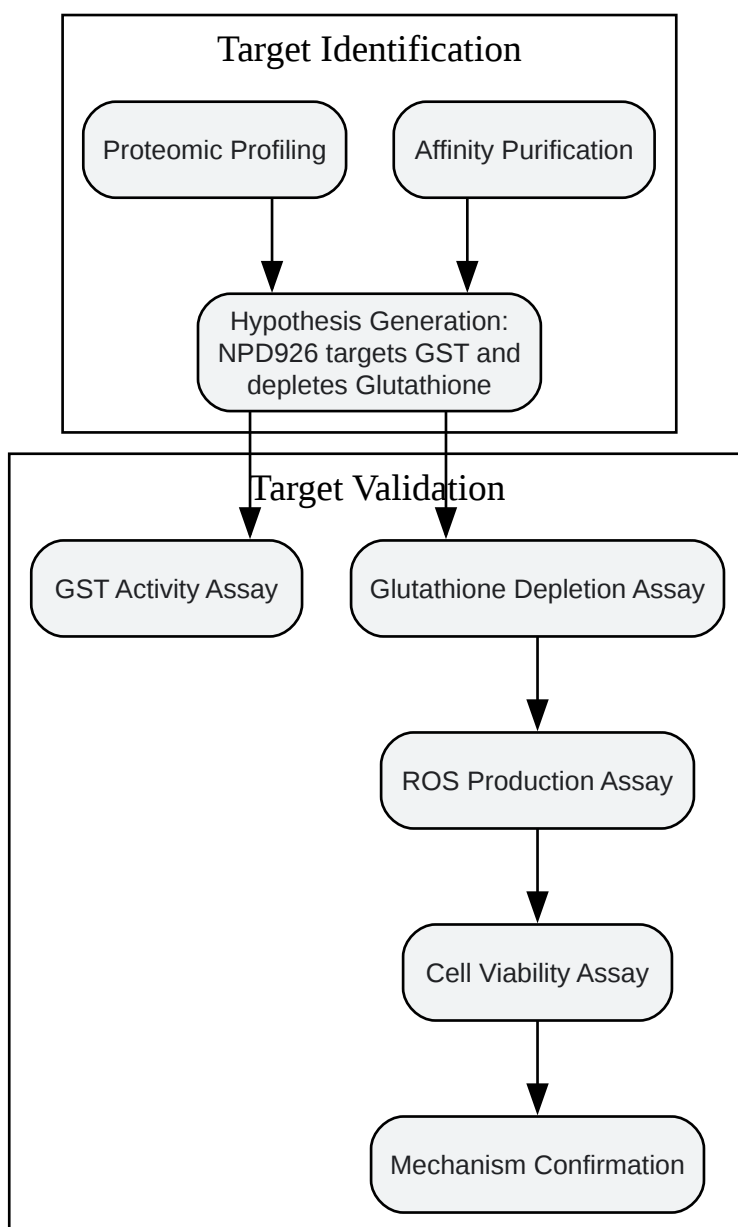 Target Identification
Proteomic Profiling
Affinity Purification
Hypothesis Generation:
NPD926 targets GST and
depletes Glutathione
Target Validation
GST Activity Assay
Glutathione Depletion Assay
ROS Production Assay
Cell Viability Assay
Mechanism Confirmation